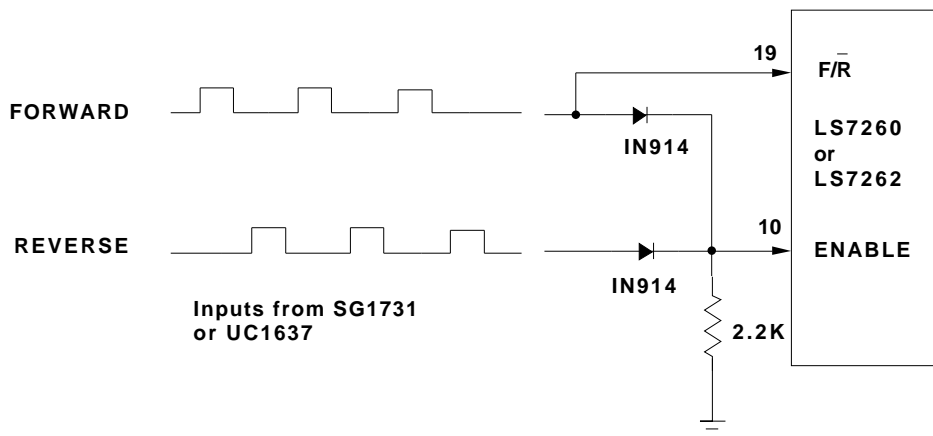 FORWARD
REVERSE
Inputs from SG1731
or UC1637
IN914
IN914
2.2K
19
10
F/R̅
LS7260
or
LS7262
ENABLE